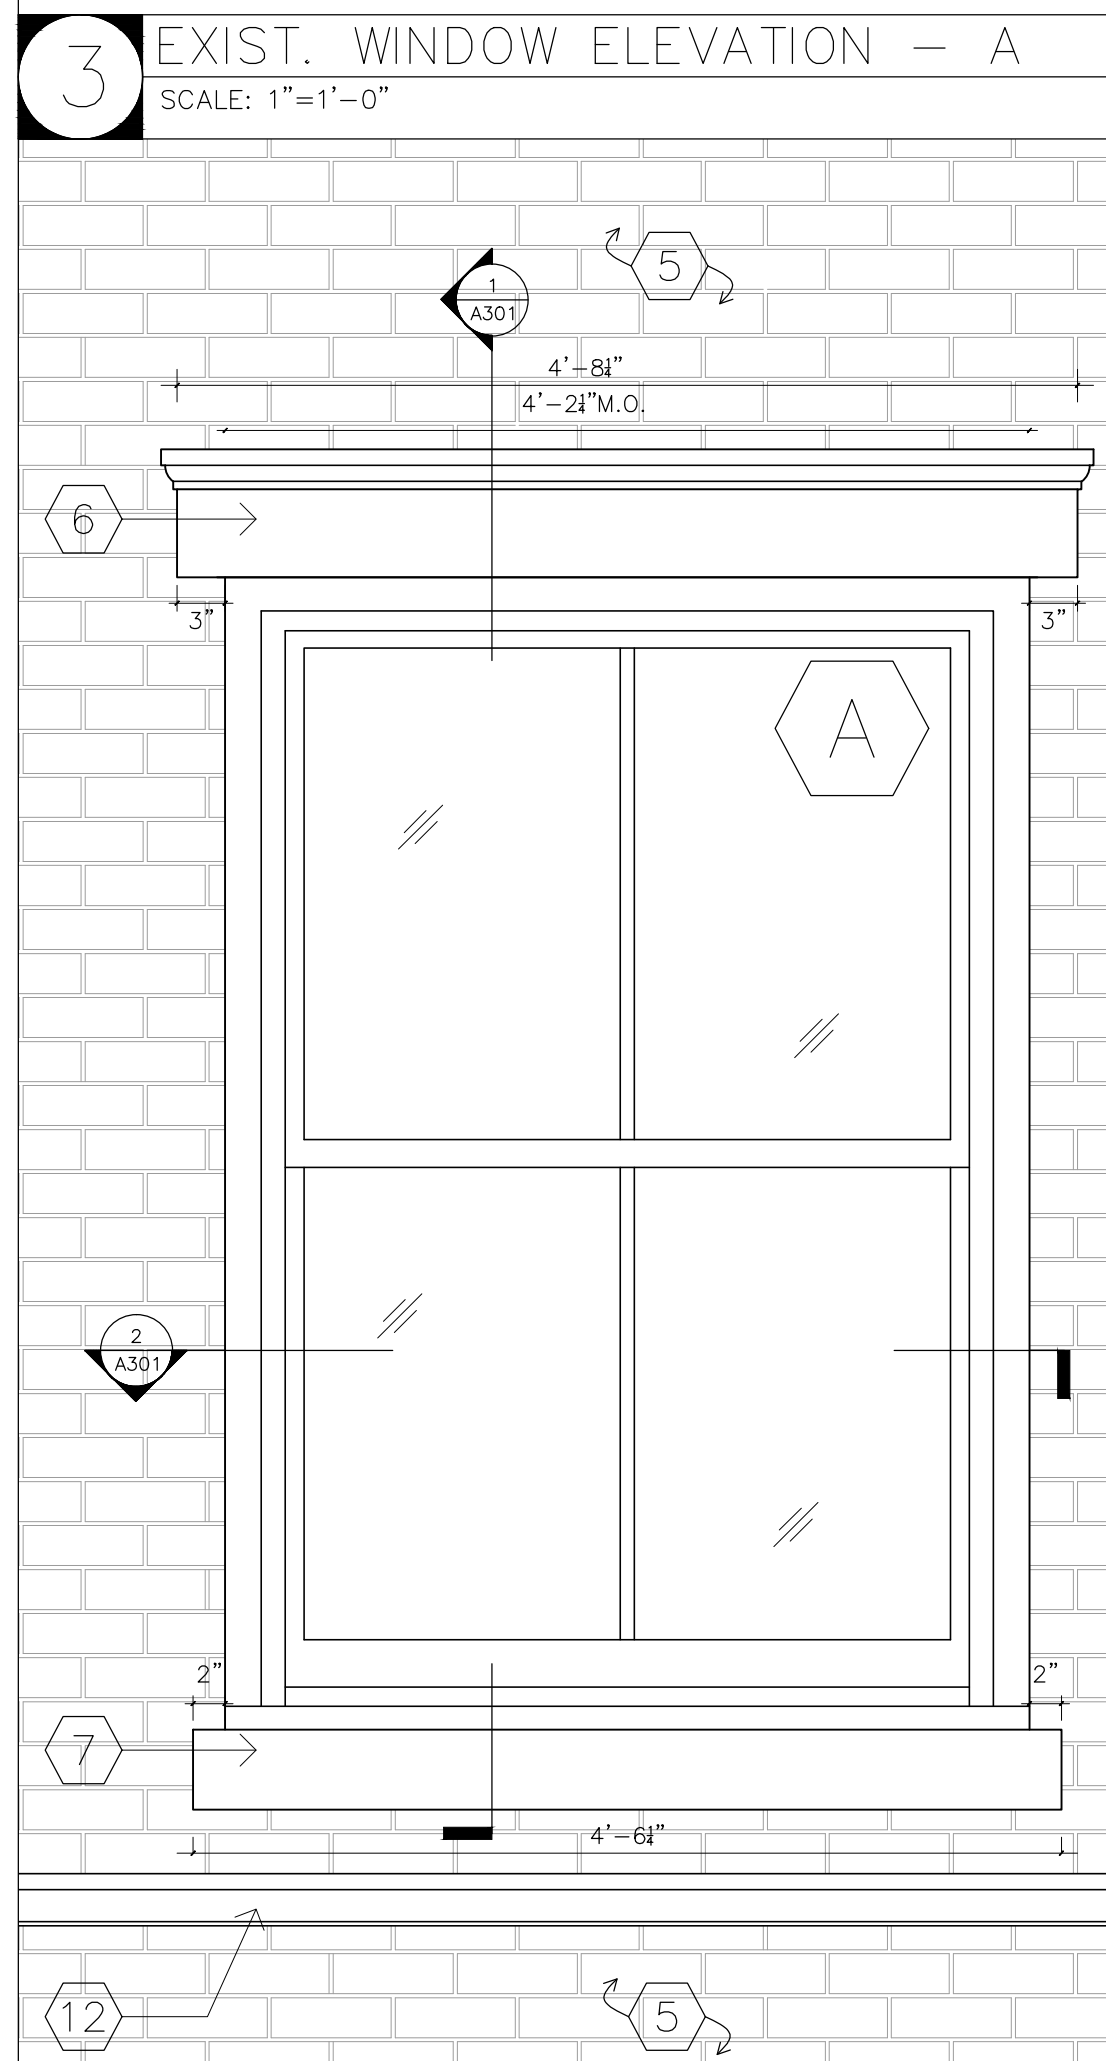 3
EXIST. WINDOW ELEVATION - A
SCALE: 1"=1'-0"
5
1
A301
4'-8¼"
4'-2¼"M.O.
6
3"
3"
A
2
A301
2"
2"
7
4'-6¼"
12
5